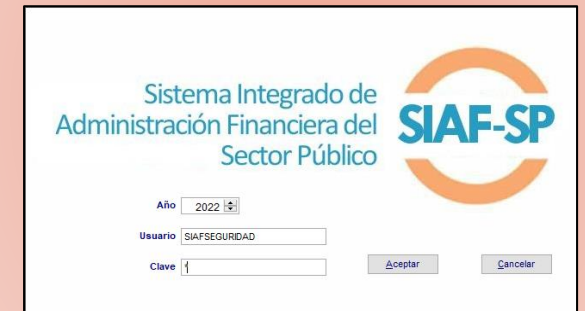 Sistema Integrado de
Administración Financiera del
Sector Público
SIAF-SP
Año 2022
Usuario SIAFSEGURIDAD
Clave *
Aceptar Cancelar